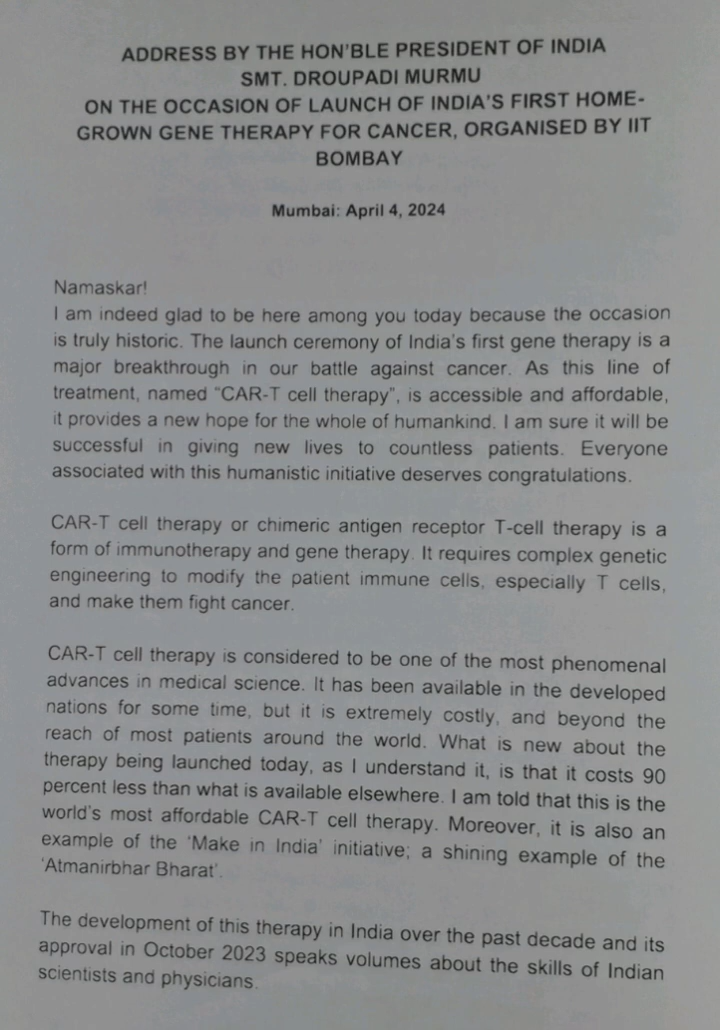 ADDRESS BY THE HON'BLE PRESIDENT OF INDIA
SMT. DROUPADI MURMU
ON THE OCCASION OF LAUNCH OF INDIA'S FIRST HOME-
GROWN GENE THERAPY FOR CANCER, ORGANISED BY IIT
BOMBAY
Mumbai: April 4, 2024
Namaskar!
I am indeed glad to be here among you today because the occasion
is truly historic. The launch ceremony of India's first gene therapy is a
major breakthrough in our battle against cancer. As this line of
treatment, named “CAR-T cell therapy”, is accessible and affordable,
it provides a new hope for the whole of humankind. I am sure it will be
successful in giving new lives to countless patients. Everyone
associated with this humanistic initiative deserves congratulations.
CAR-T cell therapy or chimeric antigen receptor T-cell therapy is a
form of immunotherapy and gene therapy. It requires complex genetic
engineering to modify the patient immune cells, especially T cells,
and make them fight cancer.
CAR-T cell therapy is considered to be one of the most phenomenal
advances in medical science. It has been available in the developed
nations for some time, but it is extremely costly, and beyond the
reach of most patients around the world. What is new about the
therapy being launched today, as I understand it, is that it costs 90
percent less than what is available elsewhere. I am told that this is the
world's most affordable CAR-T cell therapy. Moreover, it is also an
example of the ‘Make in India’ initiative; a shining example of the
‘Atmanirbhar Bharat’.
The development of this therapy in India over the past decade and its
approval in October 2023 speaks volumes about the skills of Indian
scientists and physicians.